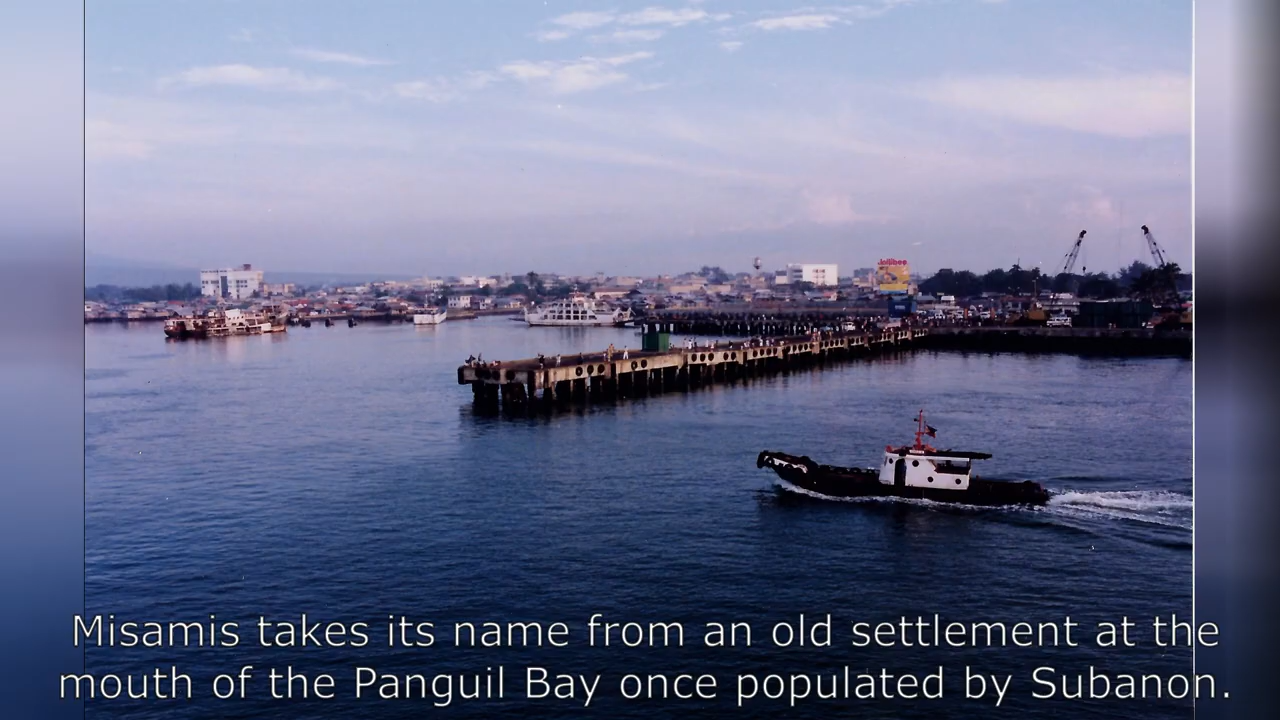 Jollibee
Misamis takes its name from an old settlement at the
mouth of the Panguil Bay once populated by Subanon.